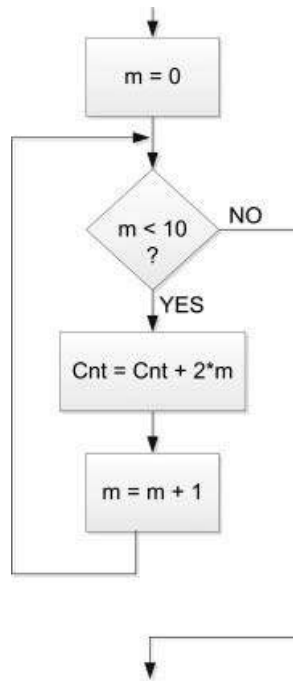 m = 0
m < 10
?
NO
YES
Cnt = Cnt + 2*m
m = m + 1